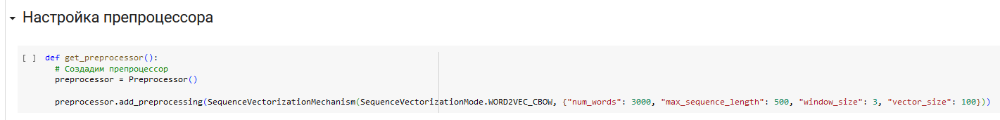 Настройка препроцессора
[ ] def get_preprocessor():
# Создадим препроцессор
preprocessor = Preprocessor()
preprocessor.add_preprocessing(SequenceVectorizationMechanism(SequenceVectorizationMode.WORD2VEC_CBOW, {"num_words": 3000, "max_sequence_length": 500, "window_size": 3, "vector_size": 100}))